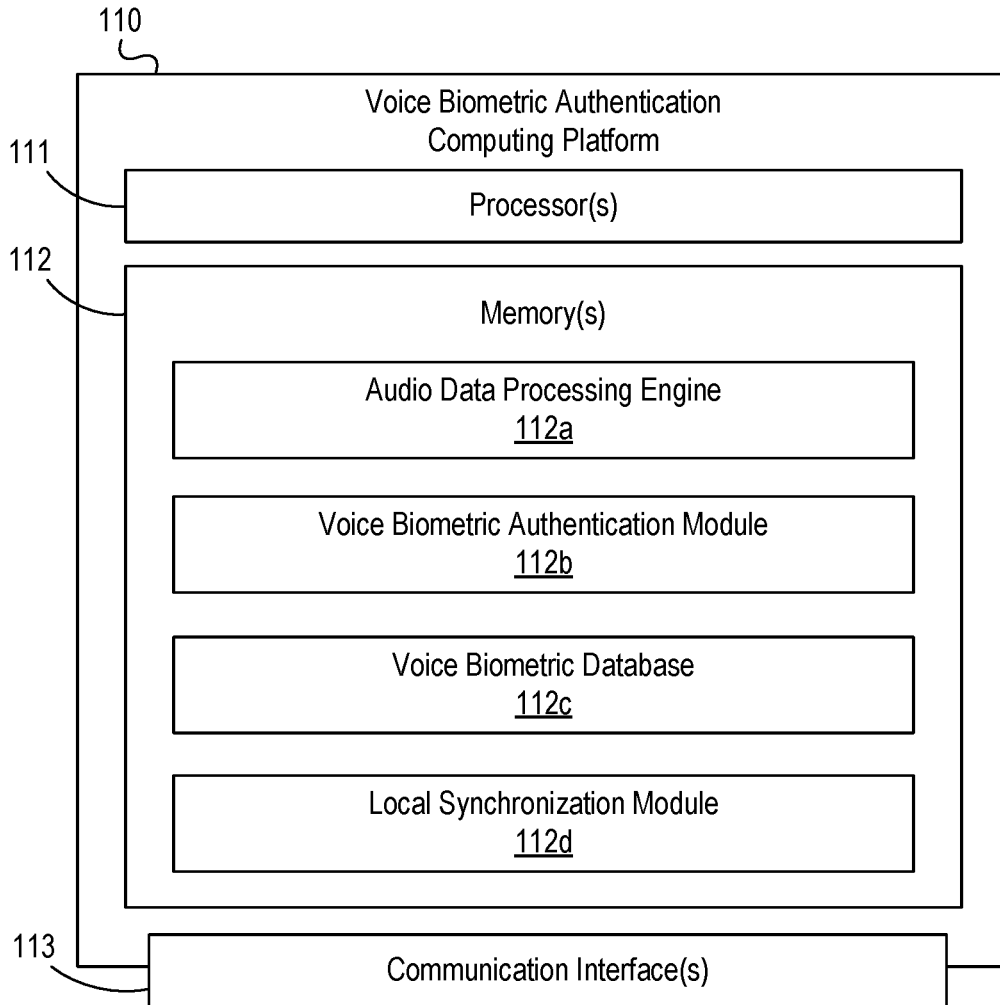 110
Voice Biometric Authentication
Computing Platform
111
Processor(s)
112
Memory(s)
Audio Data Processing Engine
112a
Voice Biometric Authentication Module
112b
Voice Biometric Database
112c
Local Synchronization Module
112d
113
Communication Interface(s)